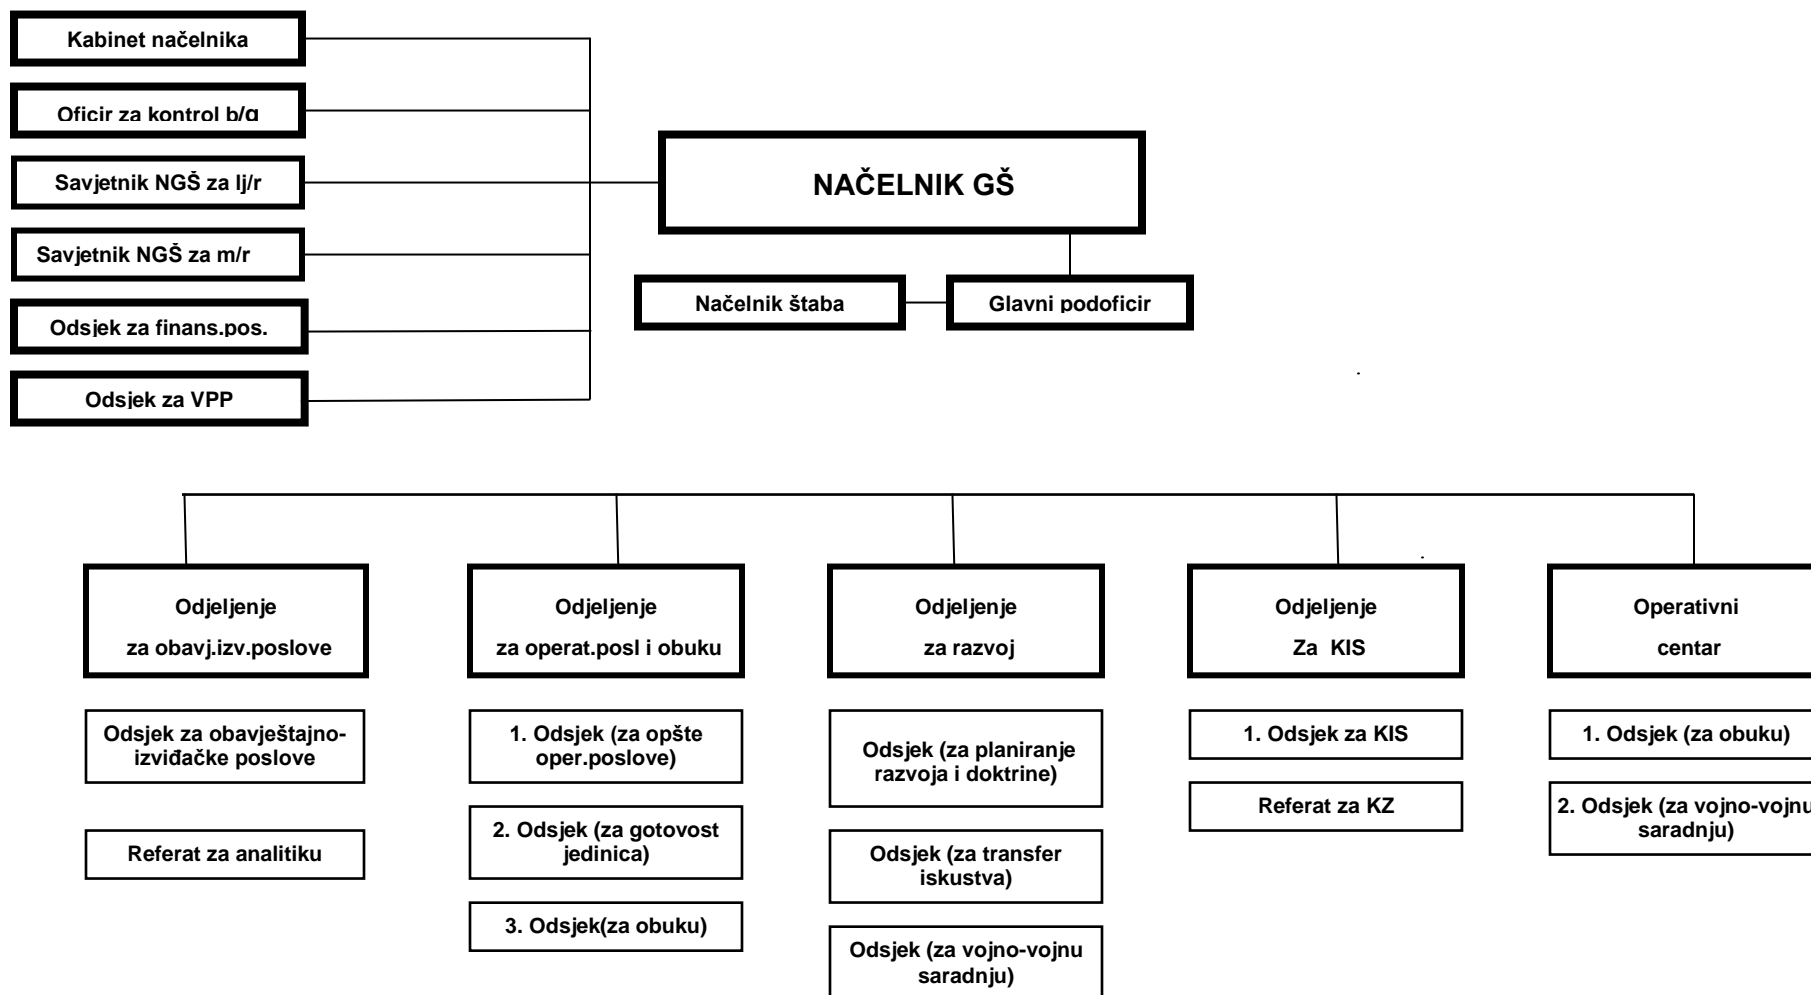 Kabinet načelnika
Oficir za kontrol b/g
Savjetnik NGŠ za lj/r
Savjetnik NGŠ za m/r
Odsjek za finans.pos.
Odsjek za VPP
NAČELNIK GŠ
Načelnik štaba
Glavni podoficir
Odjeljenje
za obavj.izv.poslove
Odsjek za obavještajno-
izviđačke poslove
Referat za analitiku
Odjeljenje
za operat.posl i obuku
1. Odsjek (za opšte
oper.poslove)
2. Odsjek (za gotovost
jedinica)
3. Odsjek(za obuku)
Odjeljenje
za razvoj
Odsjek (za planiranje
razvoja i doktrine)
Odsjek (za transfer
iskustva)
Odsjek (za vojno-vojnu
saradnju)
Odjeljenje
Za KIS
1. Odsjek za KIS
Referat za KZ
Operativni
centar
1. Odsjek (za obuku)
2. Odsjek (za vojno-vojnu
saradnju)